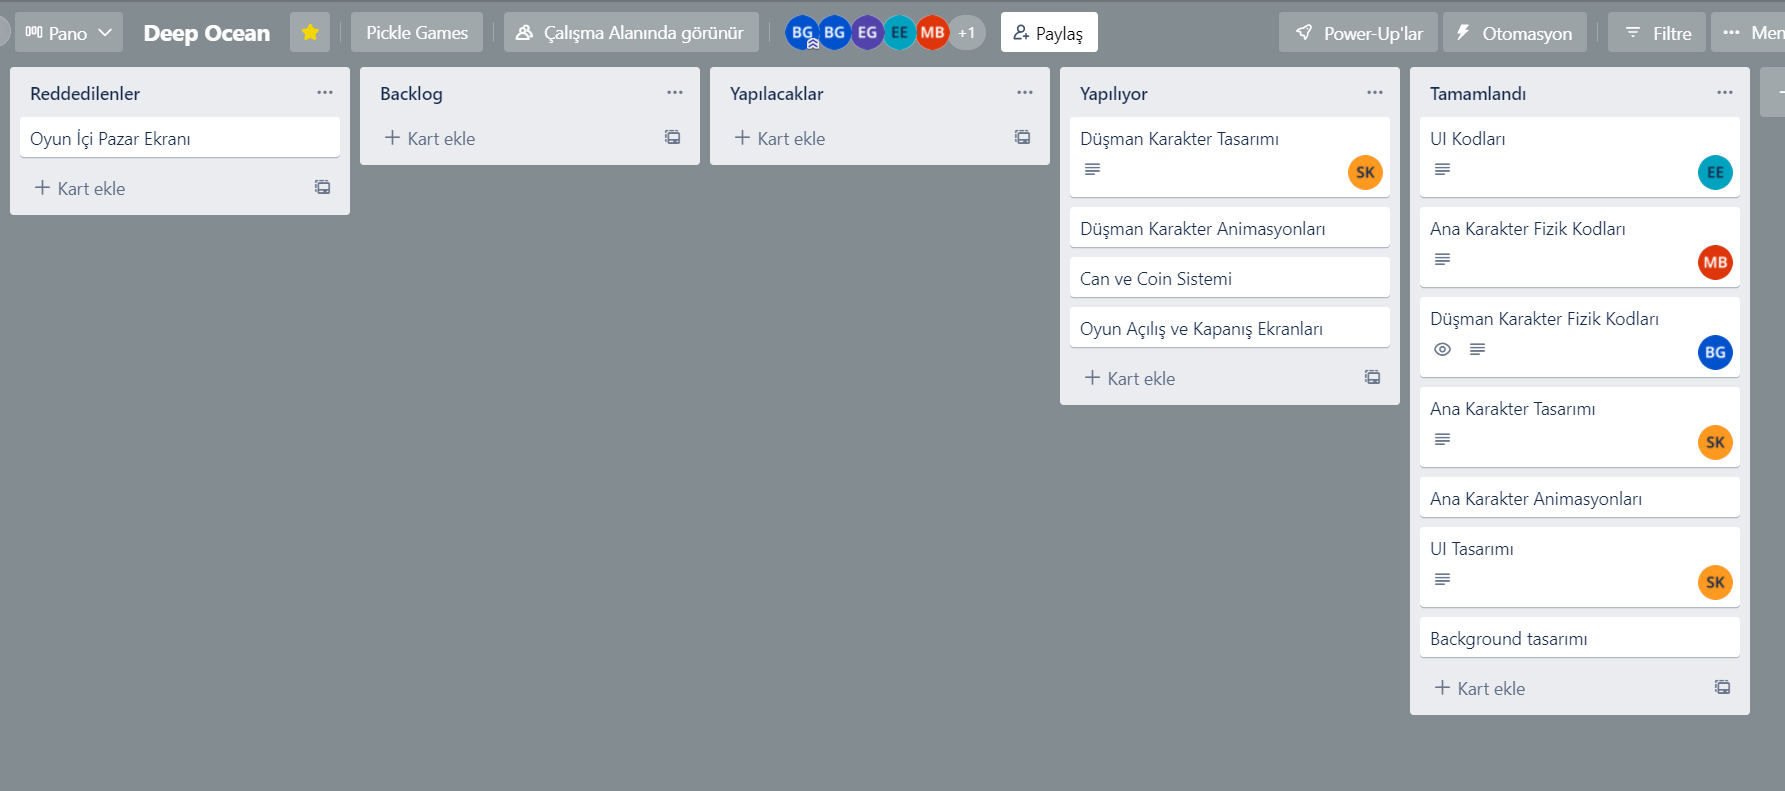 Pano
Deep Ocean
Pickle Games
Çalışma Alanında görünür
BG
BG
EG
EE
MB
+1
Paylaş
Power-Up'lar
Otomasyon
Filtre
Reddedilenler
Oyun İçi Pazar Ekranı
Kart ekle
Backlog
Kart ekle
Yapılacaklar
Kart ekle
Yapılıyor
Düşman Karakter Tasarımı
SK
Düşman Karakter Animasyonları
Can ve Coin Sistemi
Oyun Açılış ve Kapanış Ekranları
Kart ekle
Tamamlandı
UI Kodları
EE
Ana Karakter Fizik Kodları
MB
Düşman Karakter Fizik Kodları
BG
Ana Karakter Tasarımı
SK
Ana Karakter Animasyonları
UI Tasarımı
SK
Background tasarımı
Kart ekle